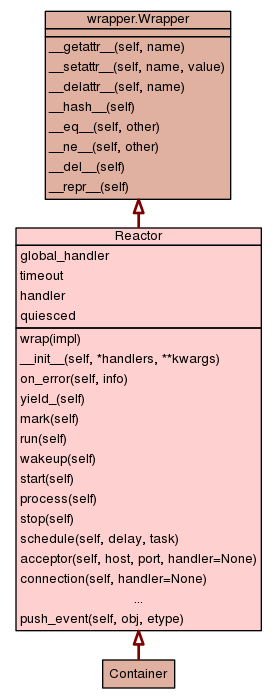 wrapper.Wrapper
__getattr__(self, name)
__setattr__(self, name, value)
__delattr__(self, name)
__hash__(self)
__eq__(self, other)
__ne__(self, other)
__del__(self)
__repr__(self)
Reactor
global_handler
timeout
handler
quiesced
wrap(impl)
__init__(self, *handlers, **kwargs)
on_error(self, info)
yield_(self)
mark(self)
run(self)
wakeup(self)
start(self)
process(self)
stop(self)
schedule(self, delay, task)
acceptor(self, host, port, handler=None)
connection(self, handler=None)
...
push_event(self, obj, etype)
Container